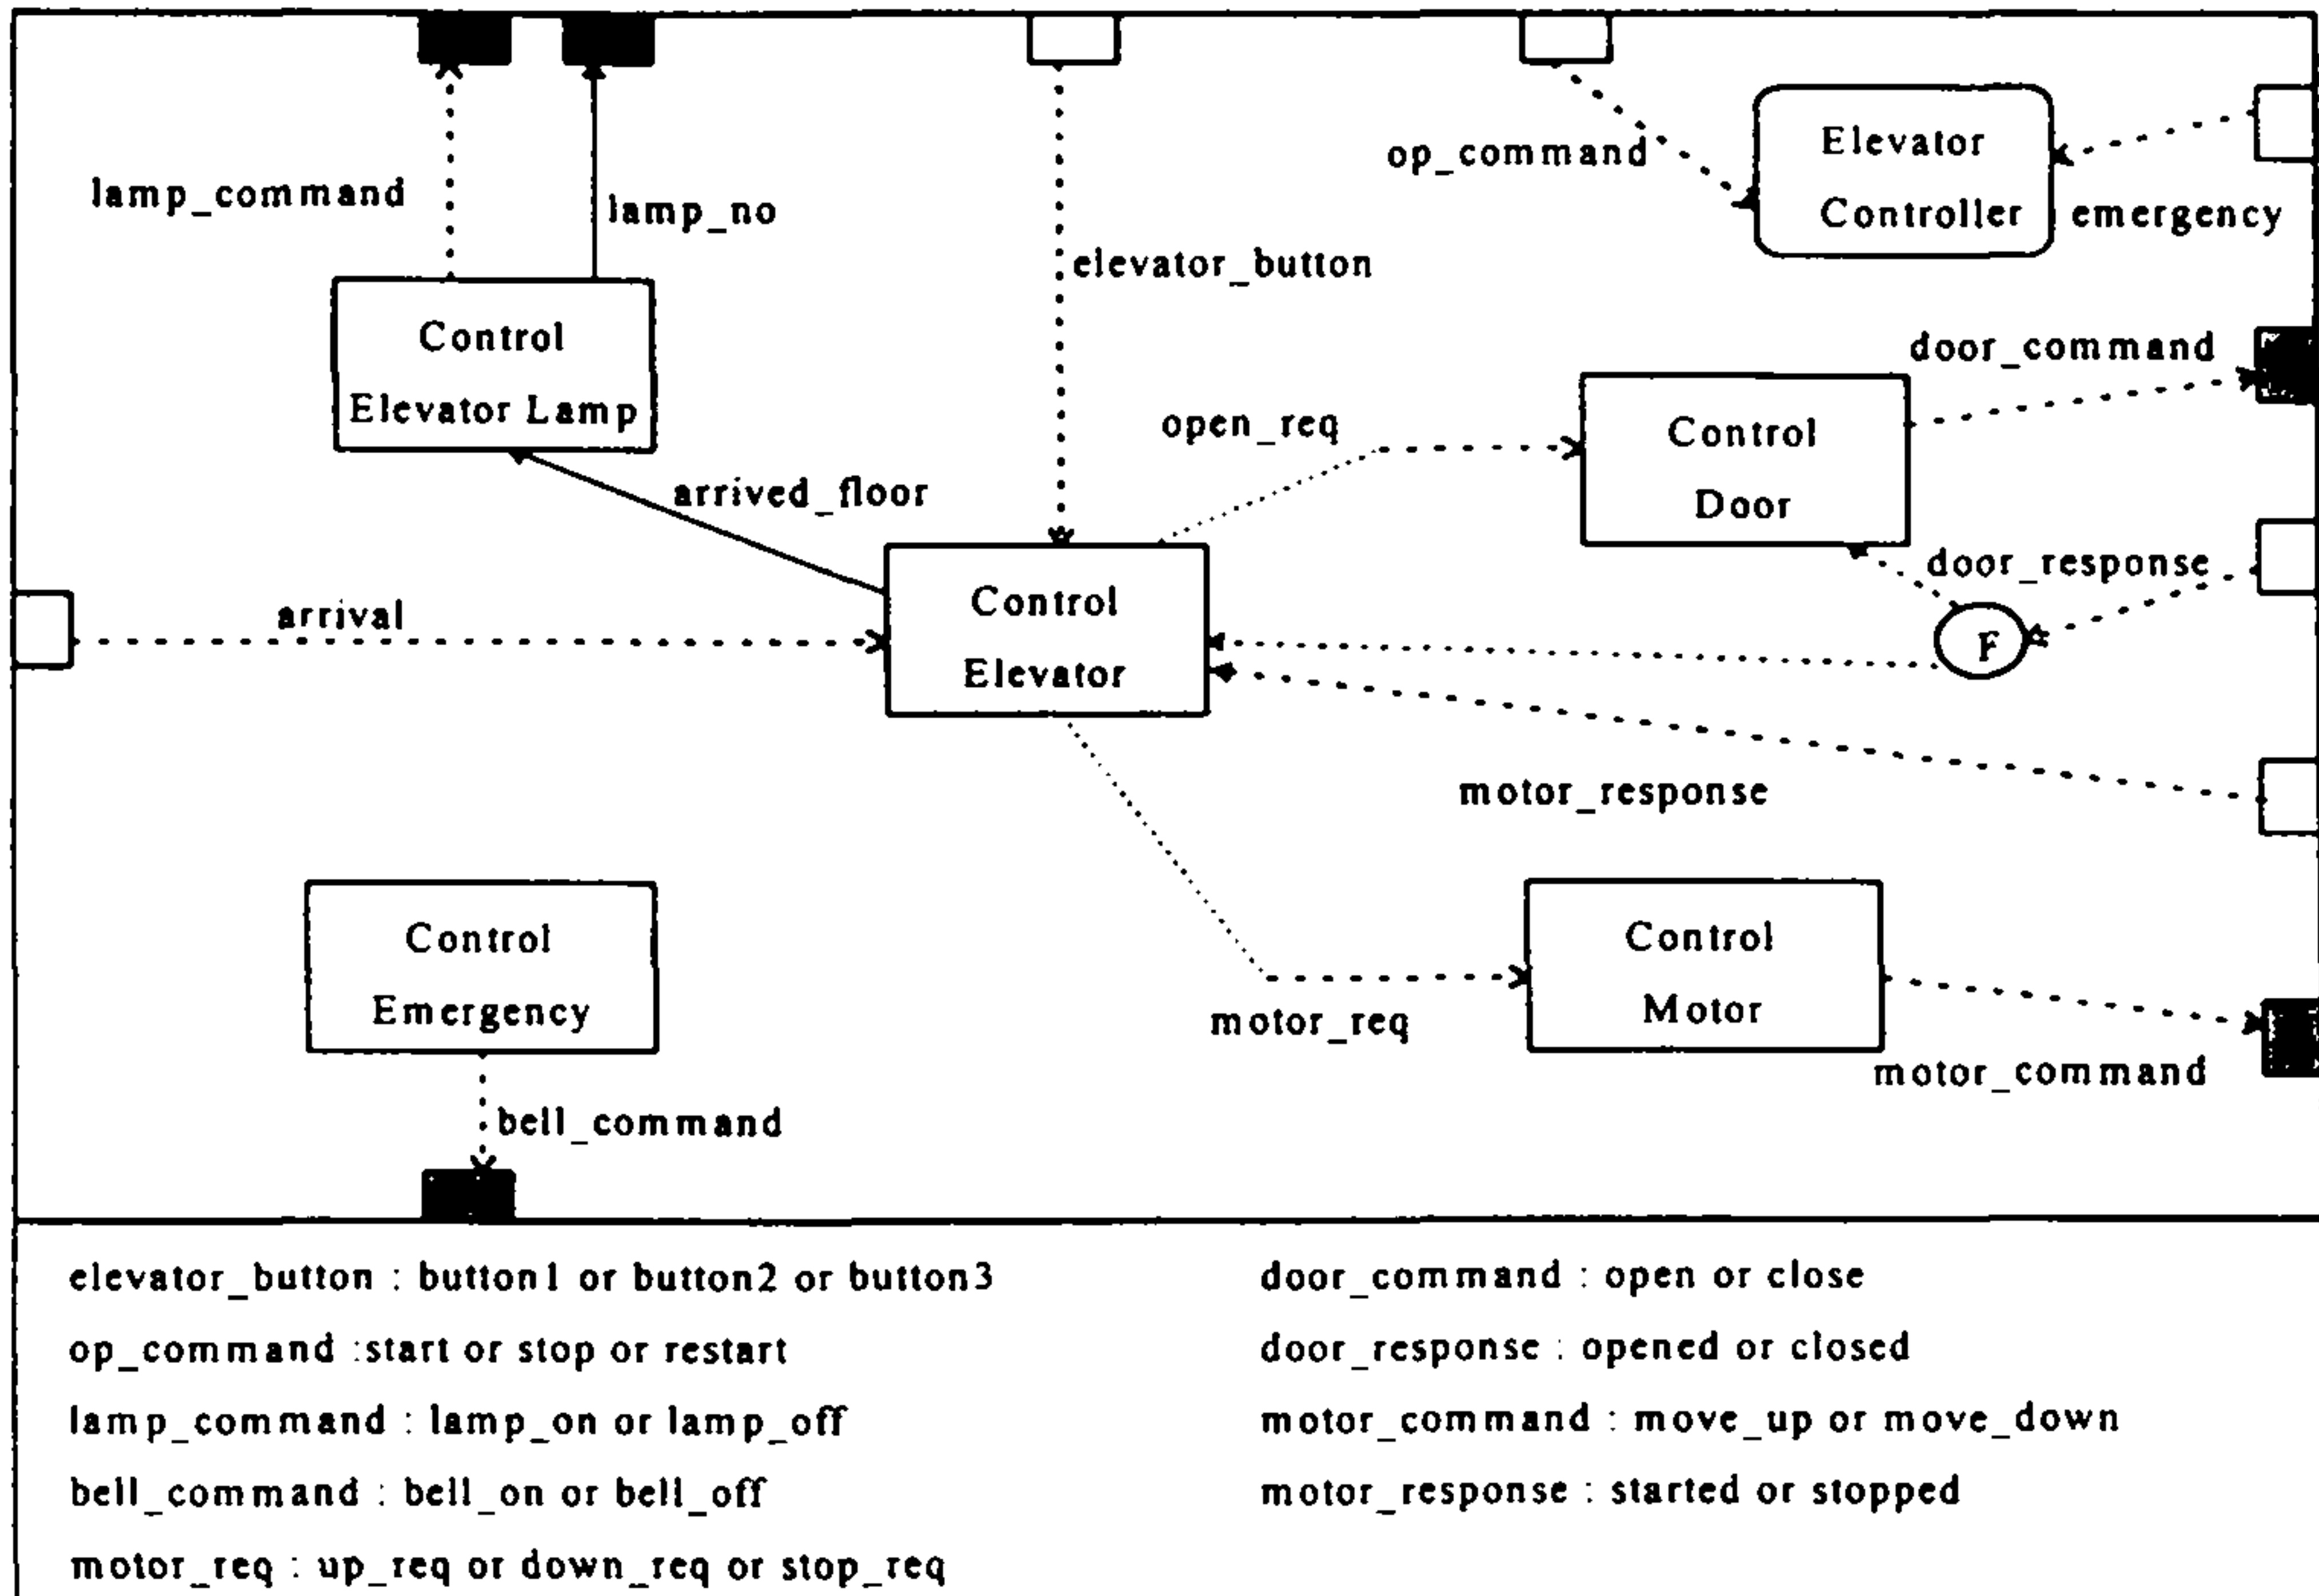 op_command
Elevator
Controller
emergency
lamp_command
lamp_no
elevator_button
Control
Elevator Lamp
door_command
open_req
Control
Door
arrived_floor
door_response
arrival
Control
Elevator
F
motor_response
Control
Emergency
Control
Motor
motor_req
motor_command
bell_command
elevator_button : button1 or button2 or button3
op_command :start or stop or restart
lamp_command : lamp_on or lamp_off
bell_command : bell_on or bell_off
motor_req : up_req or down_req or stop_req
door_command : open or close
door_response : opened or closed
motor_command : move_up or move_down
motor_response : started or stopped